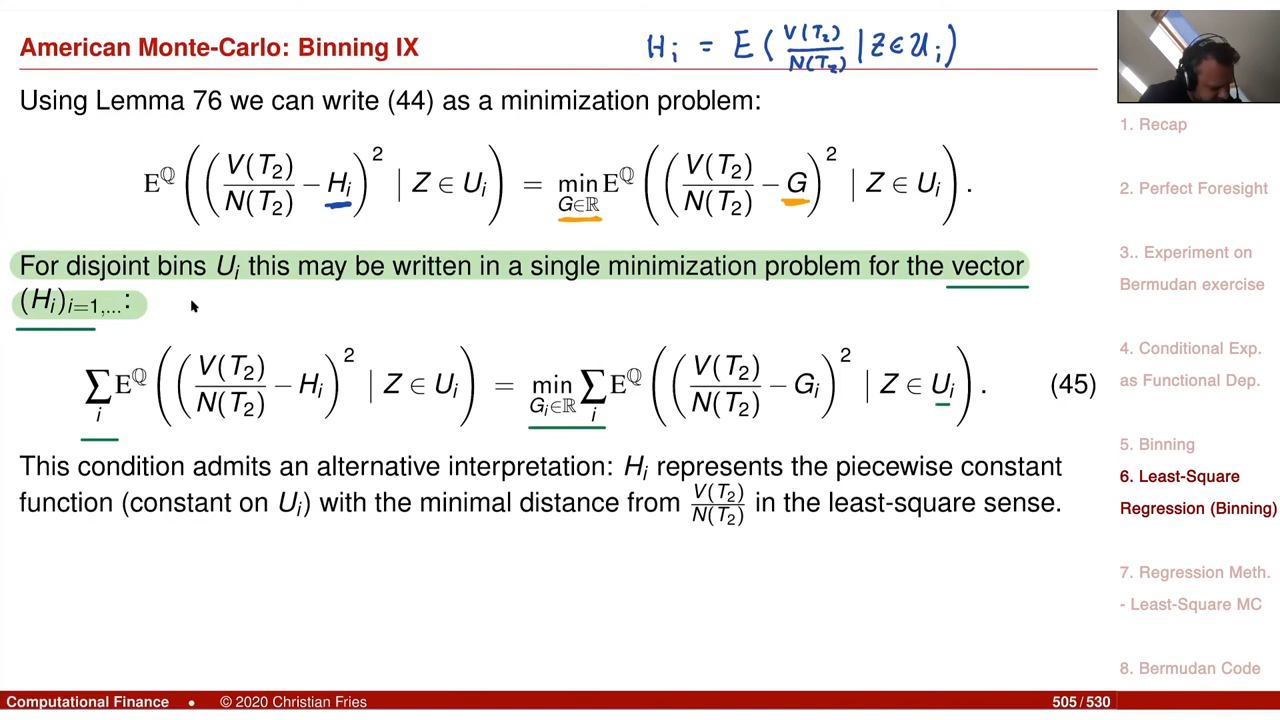 American Monte-Carlo: Binning IX
H_i = E ( V(T_2)/N(T_2) | Z ∈ U_i )
Using Lemma 76 we can write (44) as a minimization problem:
E^ℚ ( ( V(T_2)/N(T_2) − H_i )^2 | Z ∈ U_i ) = min_{G∈ℝ} E^ℚ ( ( V(T_2)/N(T_2) − G )^2 | Z ∈ U_i ).
For disjoint bins U_i this may be written in a single minimization problem for the vector
(H_i)_{i=1,...}:
∑_i E^ℚ ( ( V(T_2)/N(T_2) − H_i )^2 | Z ∈ U_i ) = min_{G_i∈ℝ} ∑_i E^ℚ ( ( V(T_2)/N(T_2) − G_i )^2 | Z ∈ U_i ). (45)
This condition admits an alternative interpretation: H_i represents the piecewise constant
function (constant on U_i) with the minimal distance from V(T_2)/N(T_2) in the least-square sense.
1. Recap
2. Perfect Foresight
3.. Experiment on
Bermudan exercise
4. Conditional Exp.
as Functional Dep.
5. Binning
6. Least-Square
Regression (Binning)
7. Regression Meth.
- Least-Square MC
8. Bermudan Code
Computational Finance • © 2020 Christian Fries 505 / 530